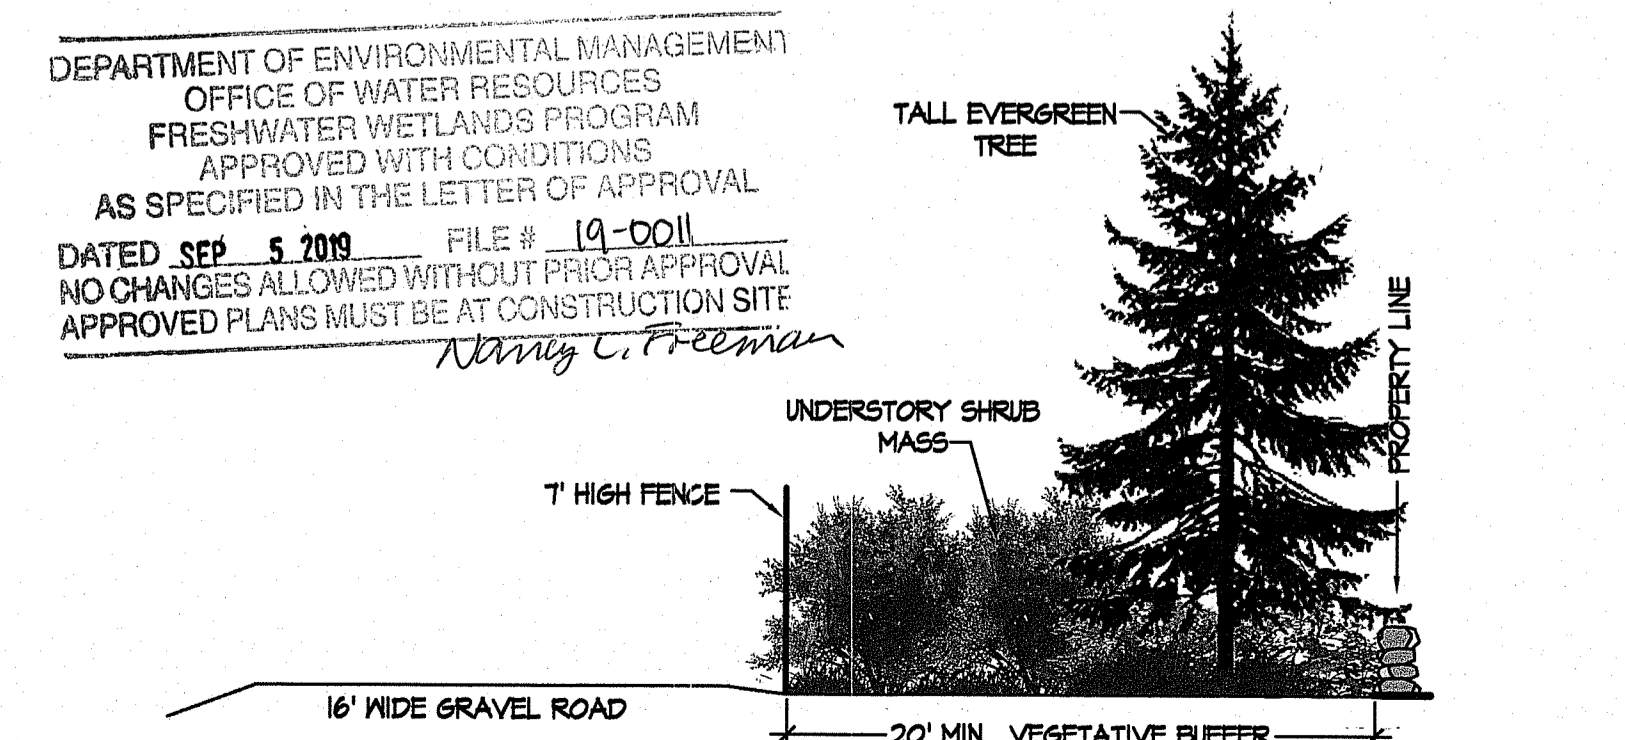 DEPARTMENT OF ENVIRONMENTAL MANAGEMENT
OFFICE OF WATER RESOURCES
FRESHWATER WETLANDS PROGRAM
APPROVED WITH CONDITIONS
AS SPECIFIED IN THE LETTER OF APPROVAL
DATED SEP 5 2019 FILE # 19-0011
NO CHANGES ALLOWED WITHOUT PRIOR APPROVAL
APPROVED PLANS MUST BE AT CONSTRUCTION SITE
Nancy L. Freeman
TALL EVERGREEN
TREE
PROPERTY LINE
UNDERSTORY SHRUB
MASS
7' HIGH FENCE
16' WIDE GRAVEL ROAD
20' MIN. VEGETATIVE BUFFER